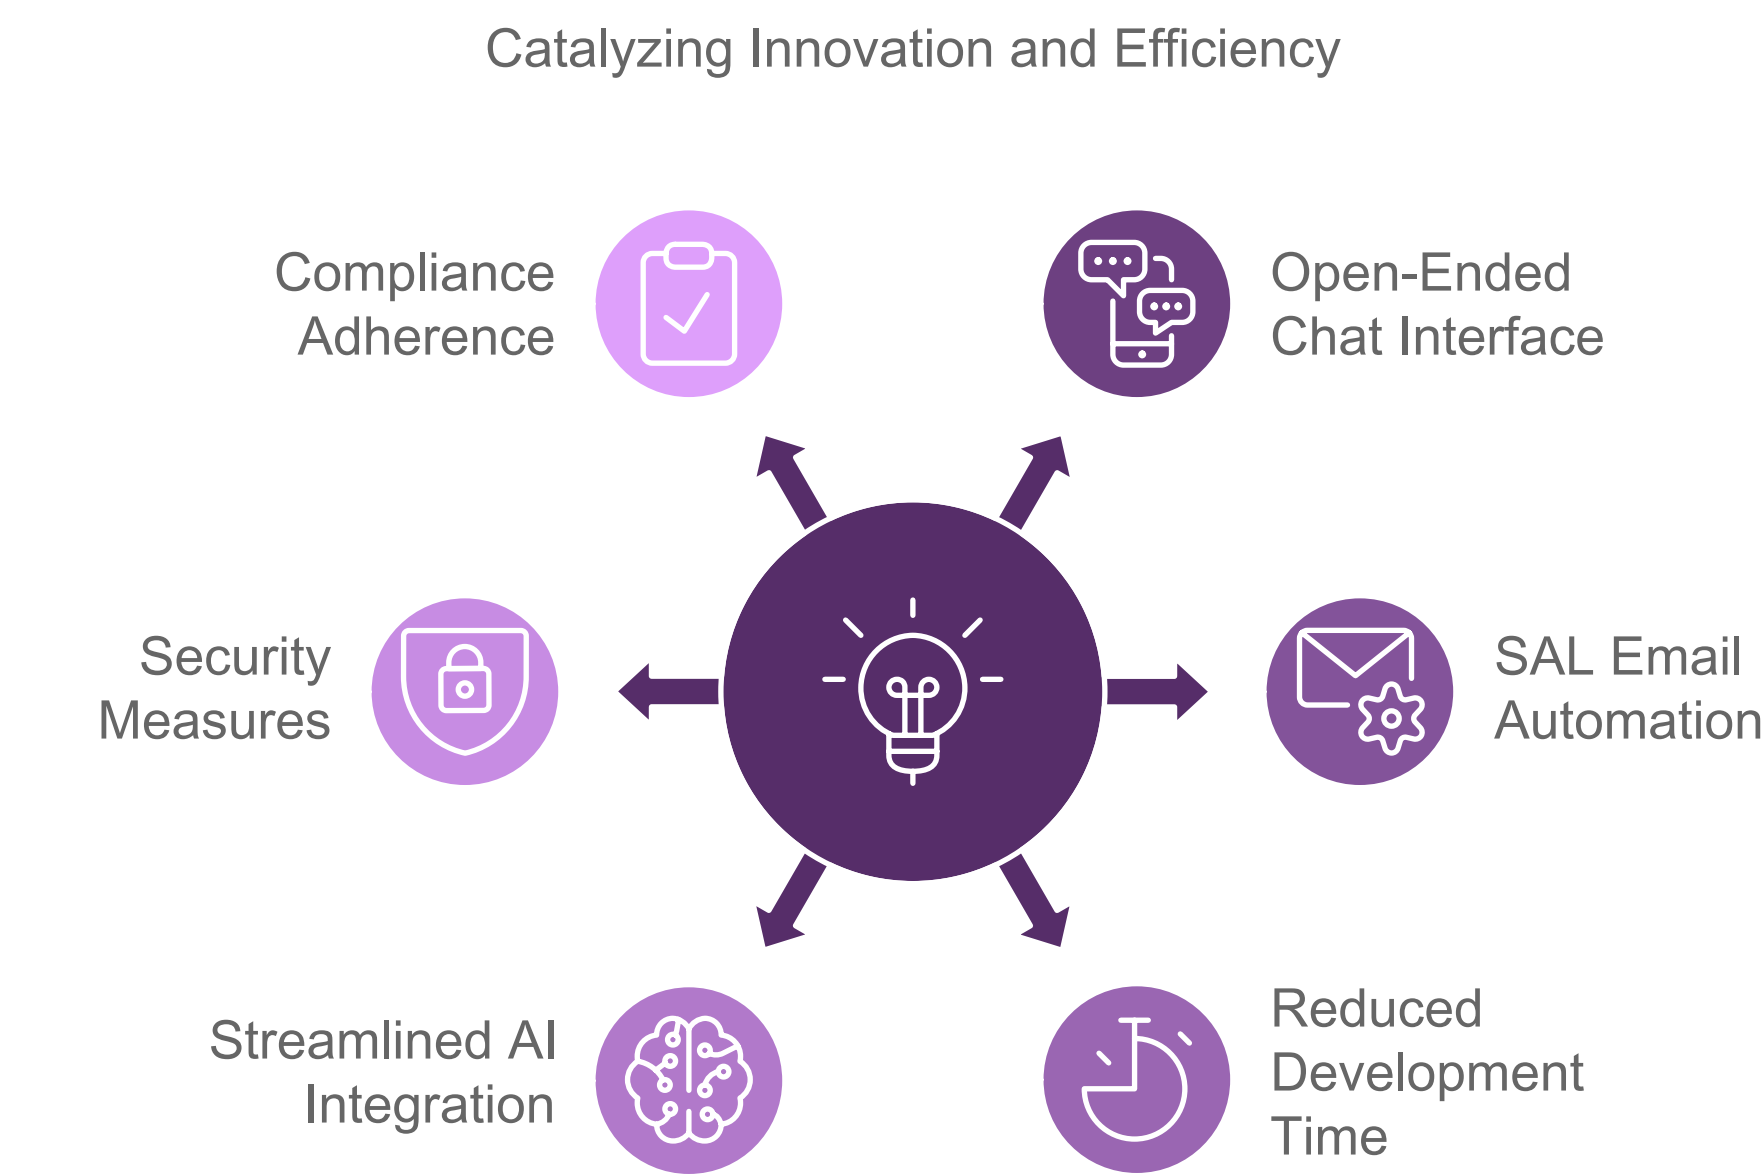 Catalyzing Innovation and Efficiency
Compliance
Adherence
Open-Ended
Chat Interface
Security
Measures
SAL Email
Automation
Streamlined AI
Integration
Reduced
Development
Time